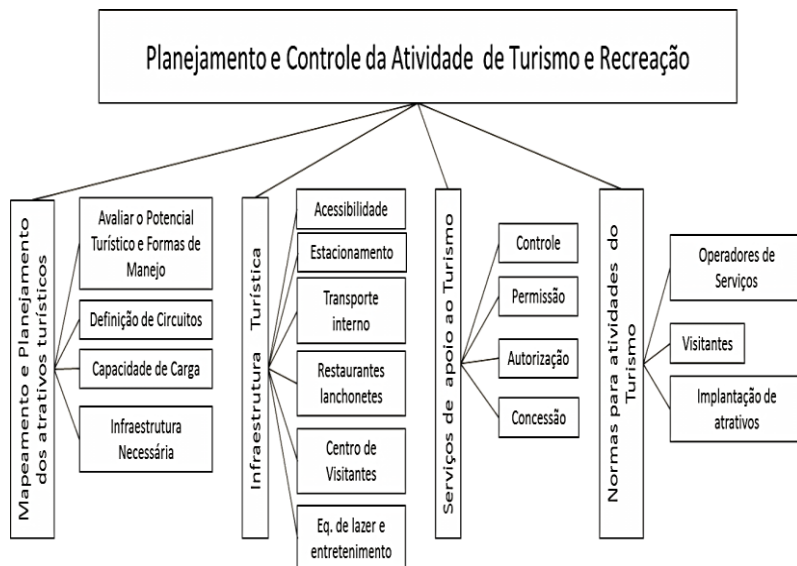 Planejamento e Controle da Atividade de Turismo e Recreação
Mapeamento e Planejamento
dos atrativos turísticos
Avaliar o Potencial
Turístico e Formas de
Manejo
Definição de Circuitos
Capacidade de Carga
Infraestrutura
Necessária
Infraestrutura Turística
Acessibilidade
Estacionamento
Transporte
interno
Restaurantes
lanchonetes
Centro de
Visitantes
Eq. de lazer e
entretenimento
Serviços de apoio ao Turismo
Controle
Permissão
Autorização
Concessão
Normas para atividades do
Turismo
Operadores de
Serviços
Visitantes
Implantação de
atrativos